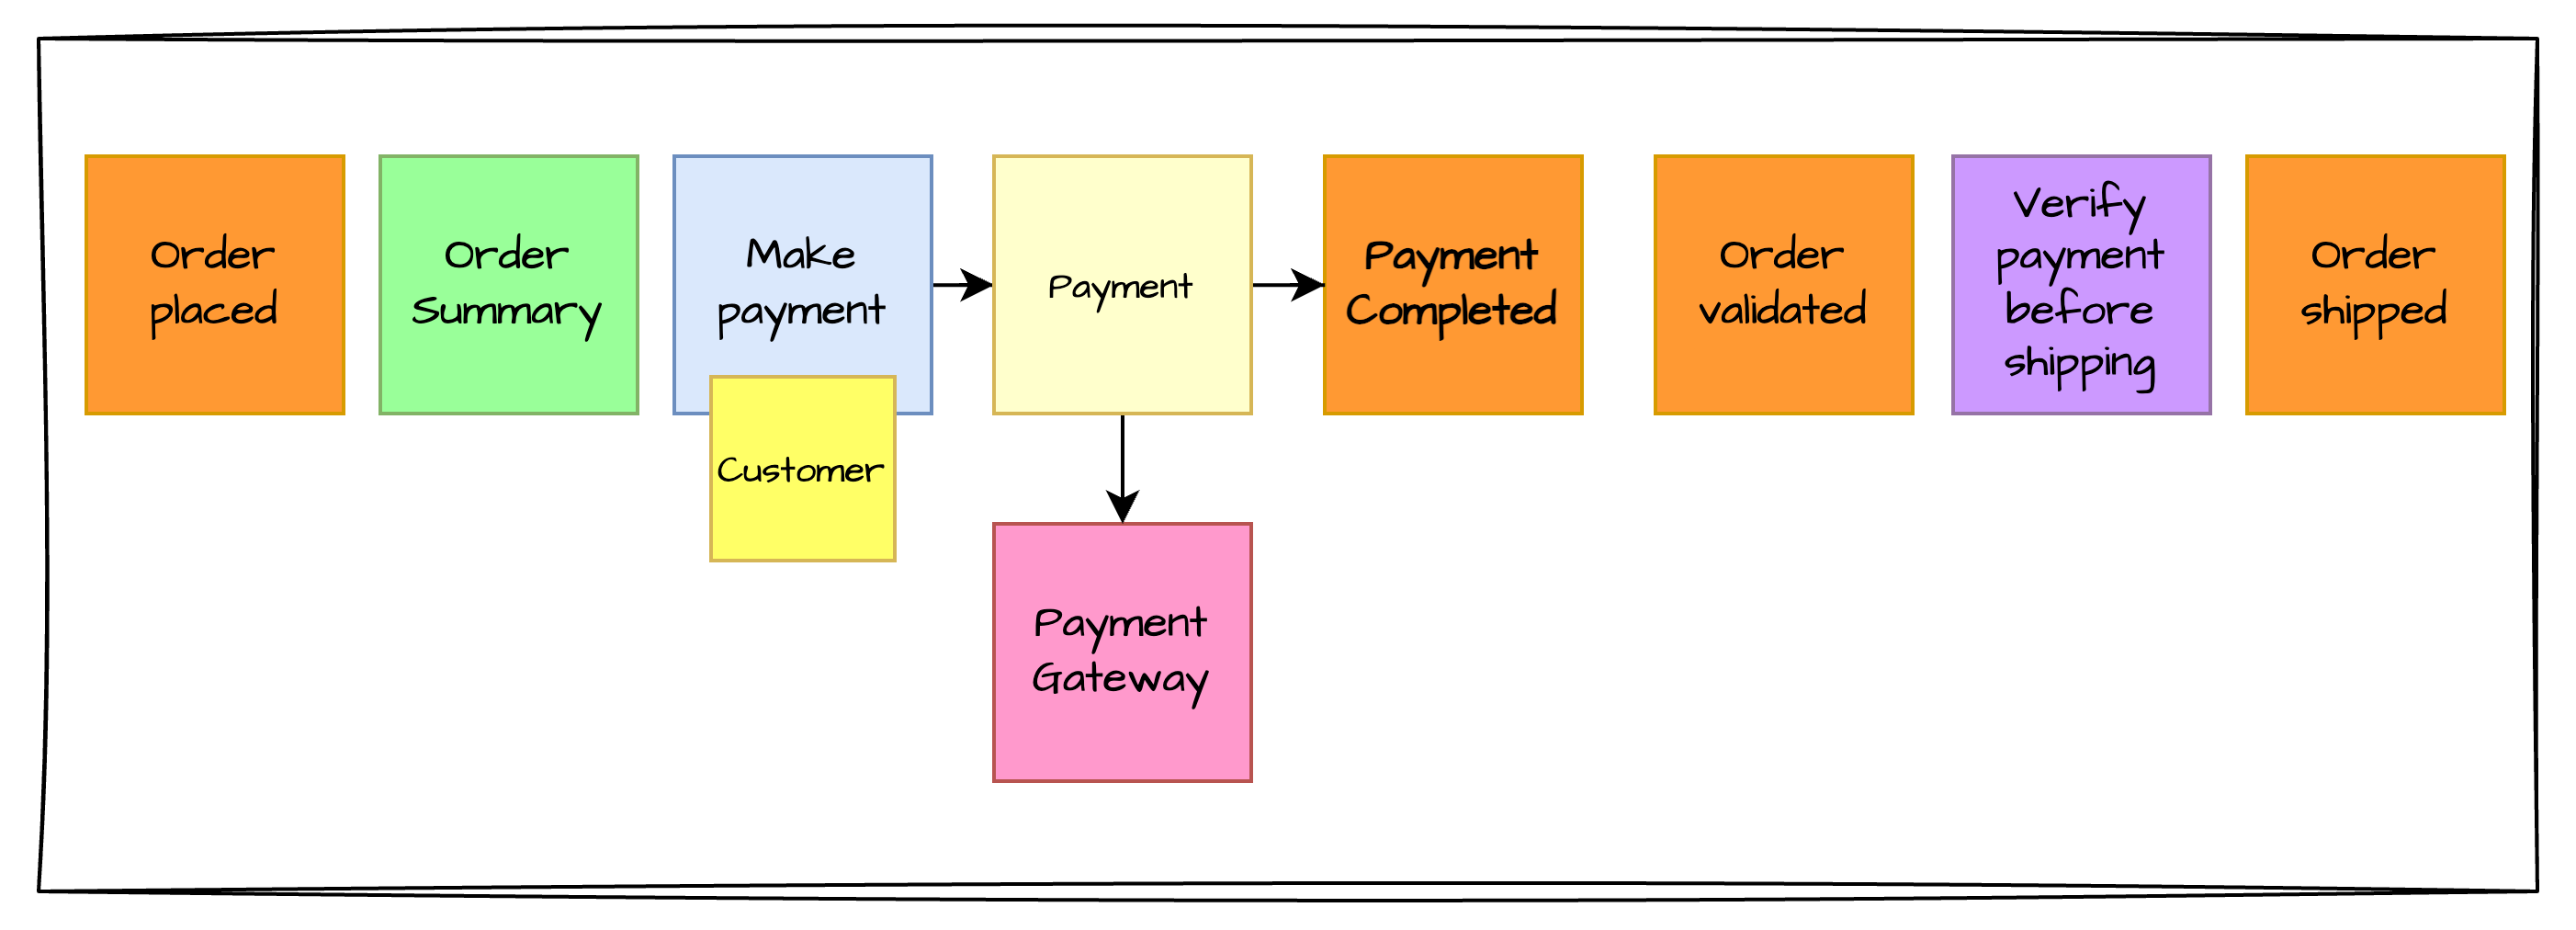 Order
placed
Order
Summary
Make
payment
Customer
Payment
Payment
Gateway
Payment
Completed
Order
validated
Verify
payment
before
shipping
Order
shipped